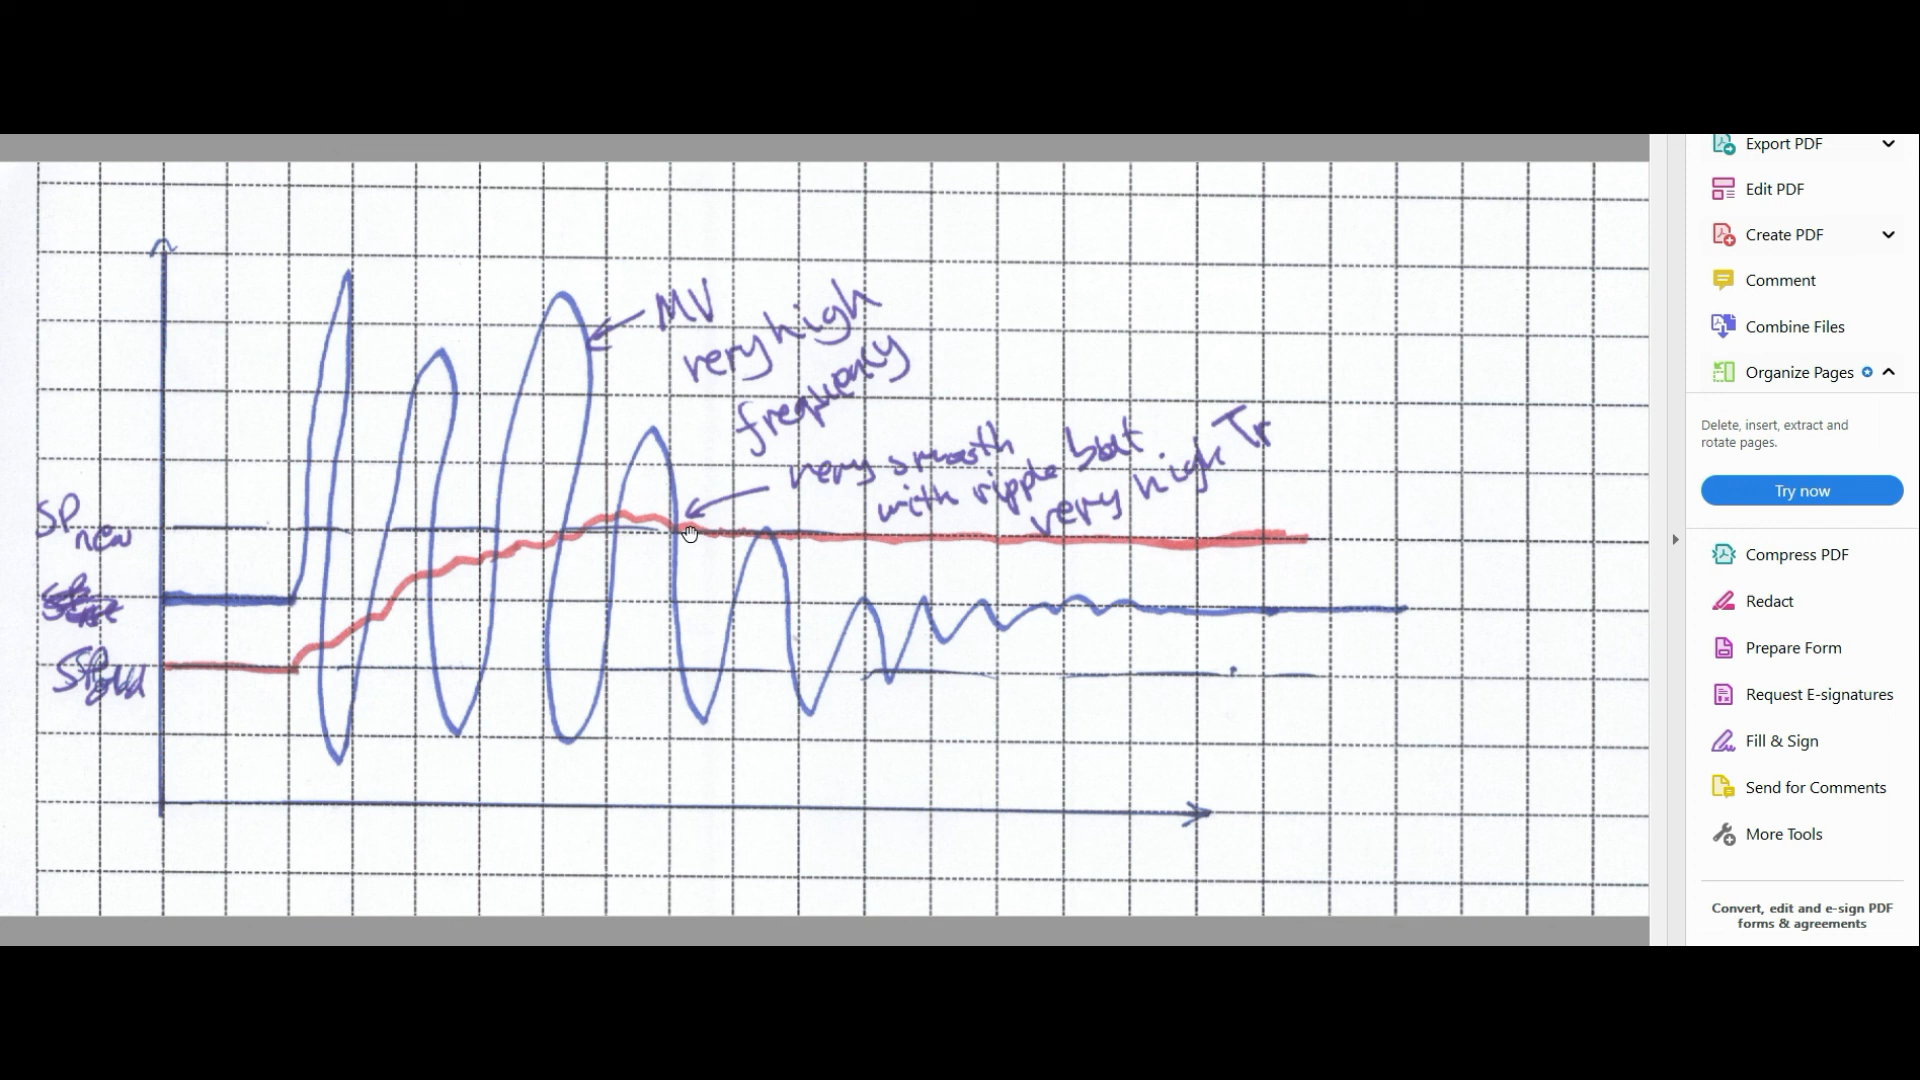 MV
very high
frequency
very smooth
with ripple but
very high Tr
SP new
SP old
Export PDF
Edit PDF
Create PDF
Comment
Combine Files
Organize Pages
Delete, insert, extract and
rotate pages.
Try now
Compress PDF
Redact
Prepare Form
Request E-signatures
Fill & Sign
Send for Comments
More Tools
Convert, edit and e-sign PDF
forms & agreements